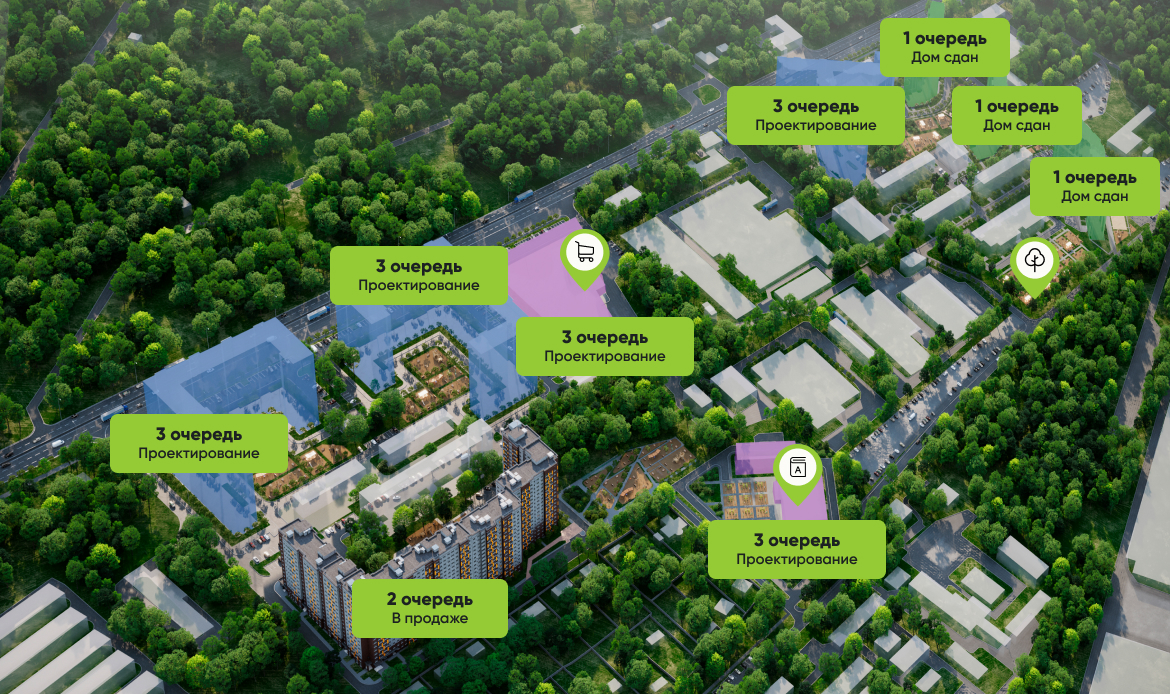 1 очередь
Дом сдан
3 очередь
Проектирование
1 очередь
Дом сдан
1 очередь
Дом сдан
3 очередь
Проектирование
3 очередь
Проектирование
3 очередь
Проектирование
A
3 очередь
Проектирование
2 очередь
В продаже